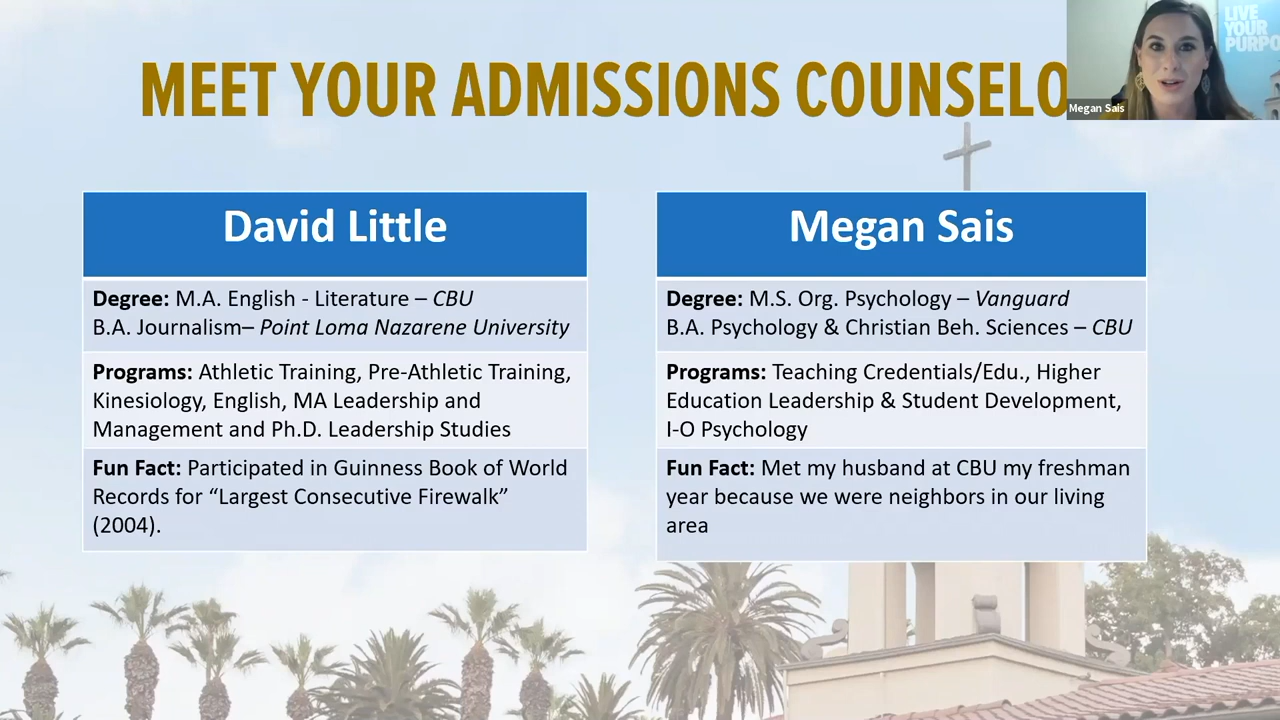 LIVE
YOUR
MEET YOUR ADMISSIONS
Megan Sais
David Little
Degree: M.A. English - Literature – CBU
B.A. Journalism– Point Loma Nazarene University
Programs: Athletic Training, Pre-Athletic Training,
Kinesiology, English, MA Leadership and
Management and Ph.D. Leadership Studies
Fun Fact: Participated in Guinness Book of World
Records for “Largest Consecutive Firewalk”
(2004).
Megan Sais
Degree: M.S. Org. Psychology – Vanguard
B.A. Psychology & Christian Beh. Sciences – CBU
Programs: Teaching Credentials/Edu., Higher
Education Leadership & Student Development,
I-O Psychology
Fun Fact: Met my husband at CBU my freshman
year because we were neighbors in our living
area